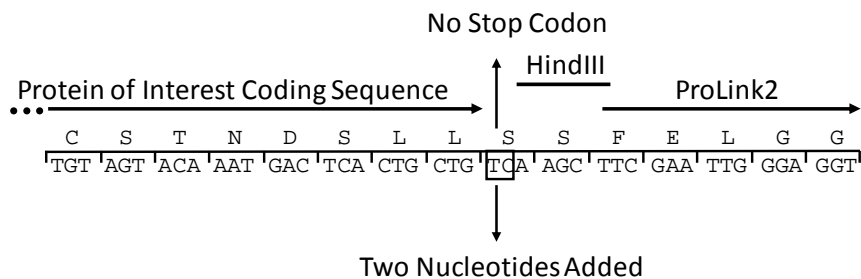 No Stop Codon
HindIII
Protein of Interest Coding Sequence
ProLink2
C S T N D S L L S S F E L G G
TGT AGT ACA AAT GAC TCA CTG CTG TCA AGC TTC GAA TTG GGA GGT
Two Nucleotides Added